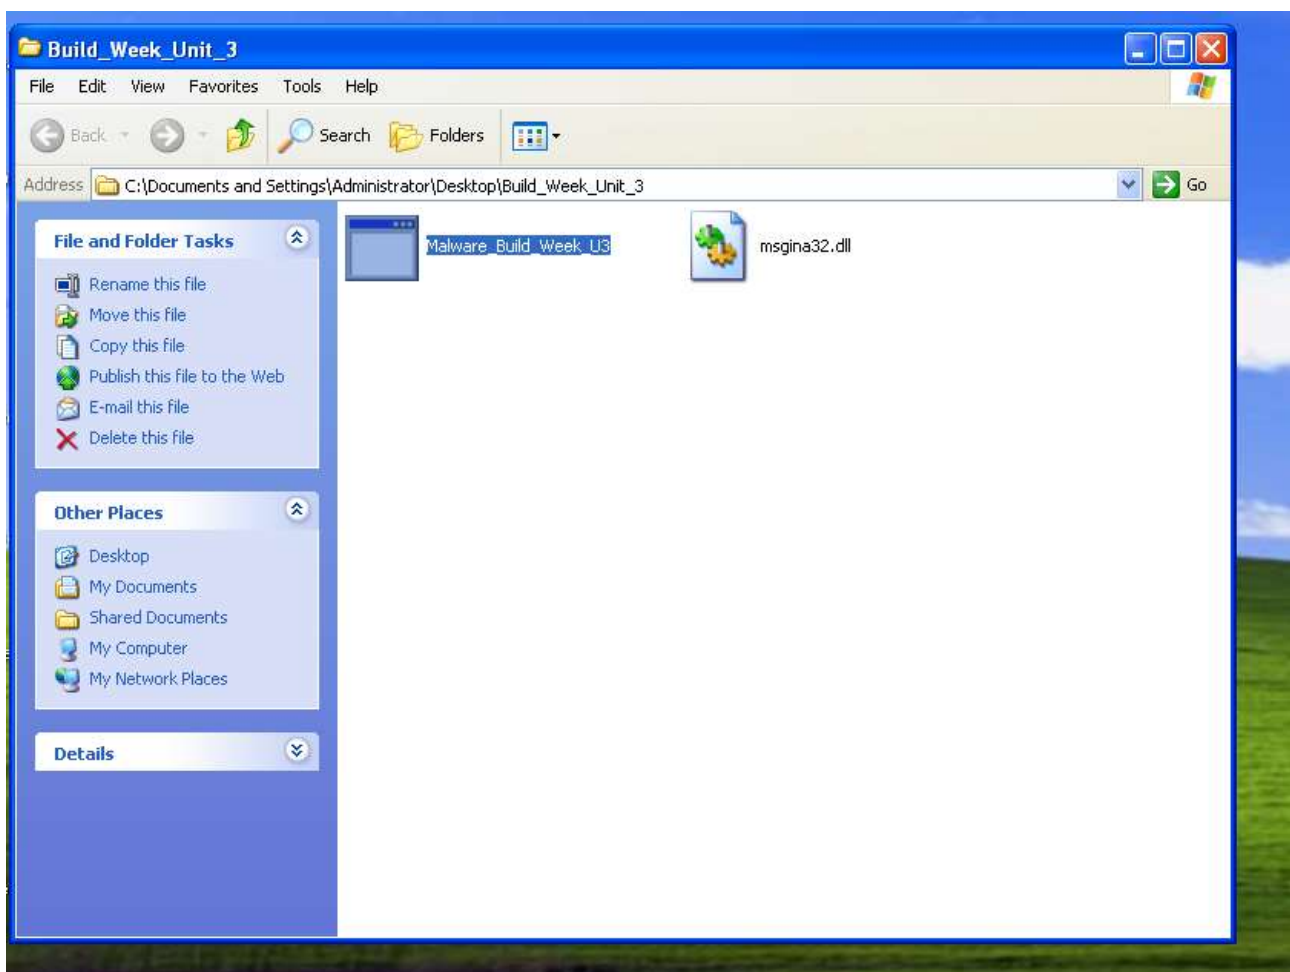 Build_Week_Unit_3
File Edit View Favorites Tools Help
Back Search Folders
Address C:\Documents and Settings\Administrator\Desktop\Build_Week_Unit_3 Go
File and Folder Tasks
Rename this file
Move this file
Copy this file
Publish this file to the Web
E-mail this file
Delete this file
Other Places
Desktop
My Documents
Shared Documents
My Computer
My Network Places
Details
Malware_Build_Week_U3 msgina32.dll